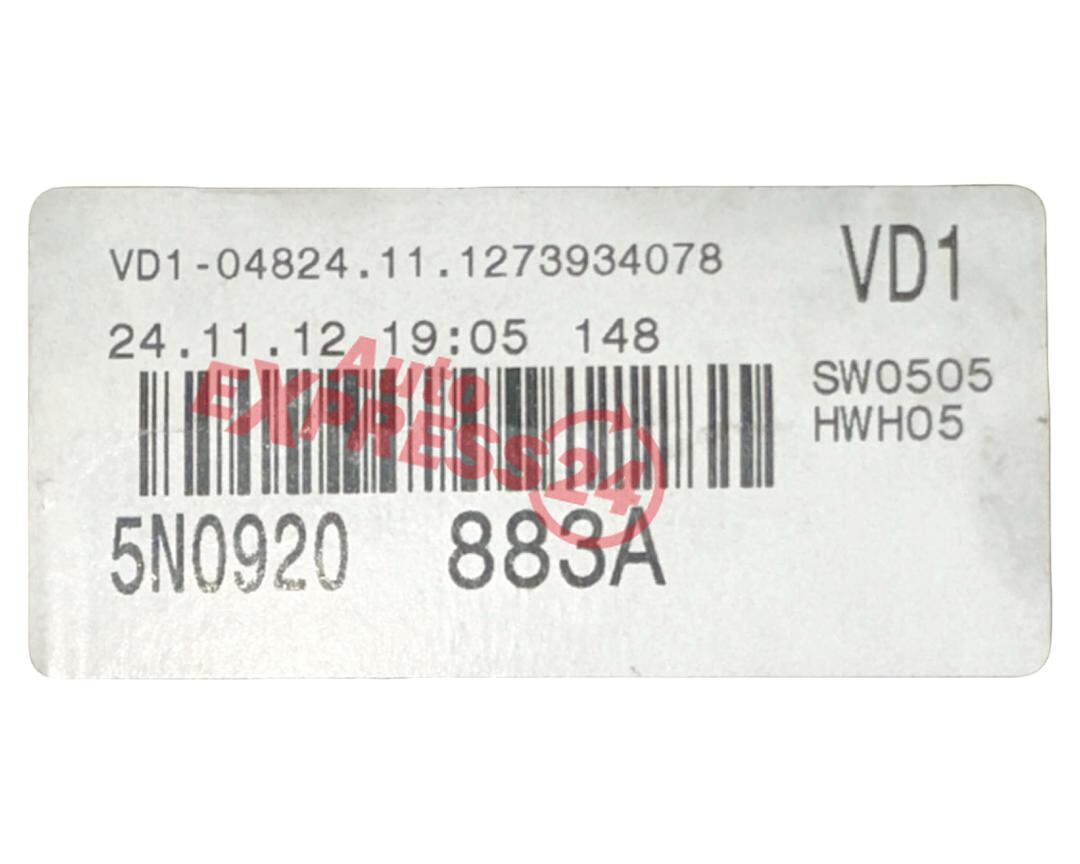 VD1-04824.11.1273934078
VD1
24.11.12 19:05 148
SW0505
HWH05
Auto
EXPRESS24
5N0920 883A